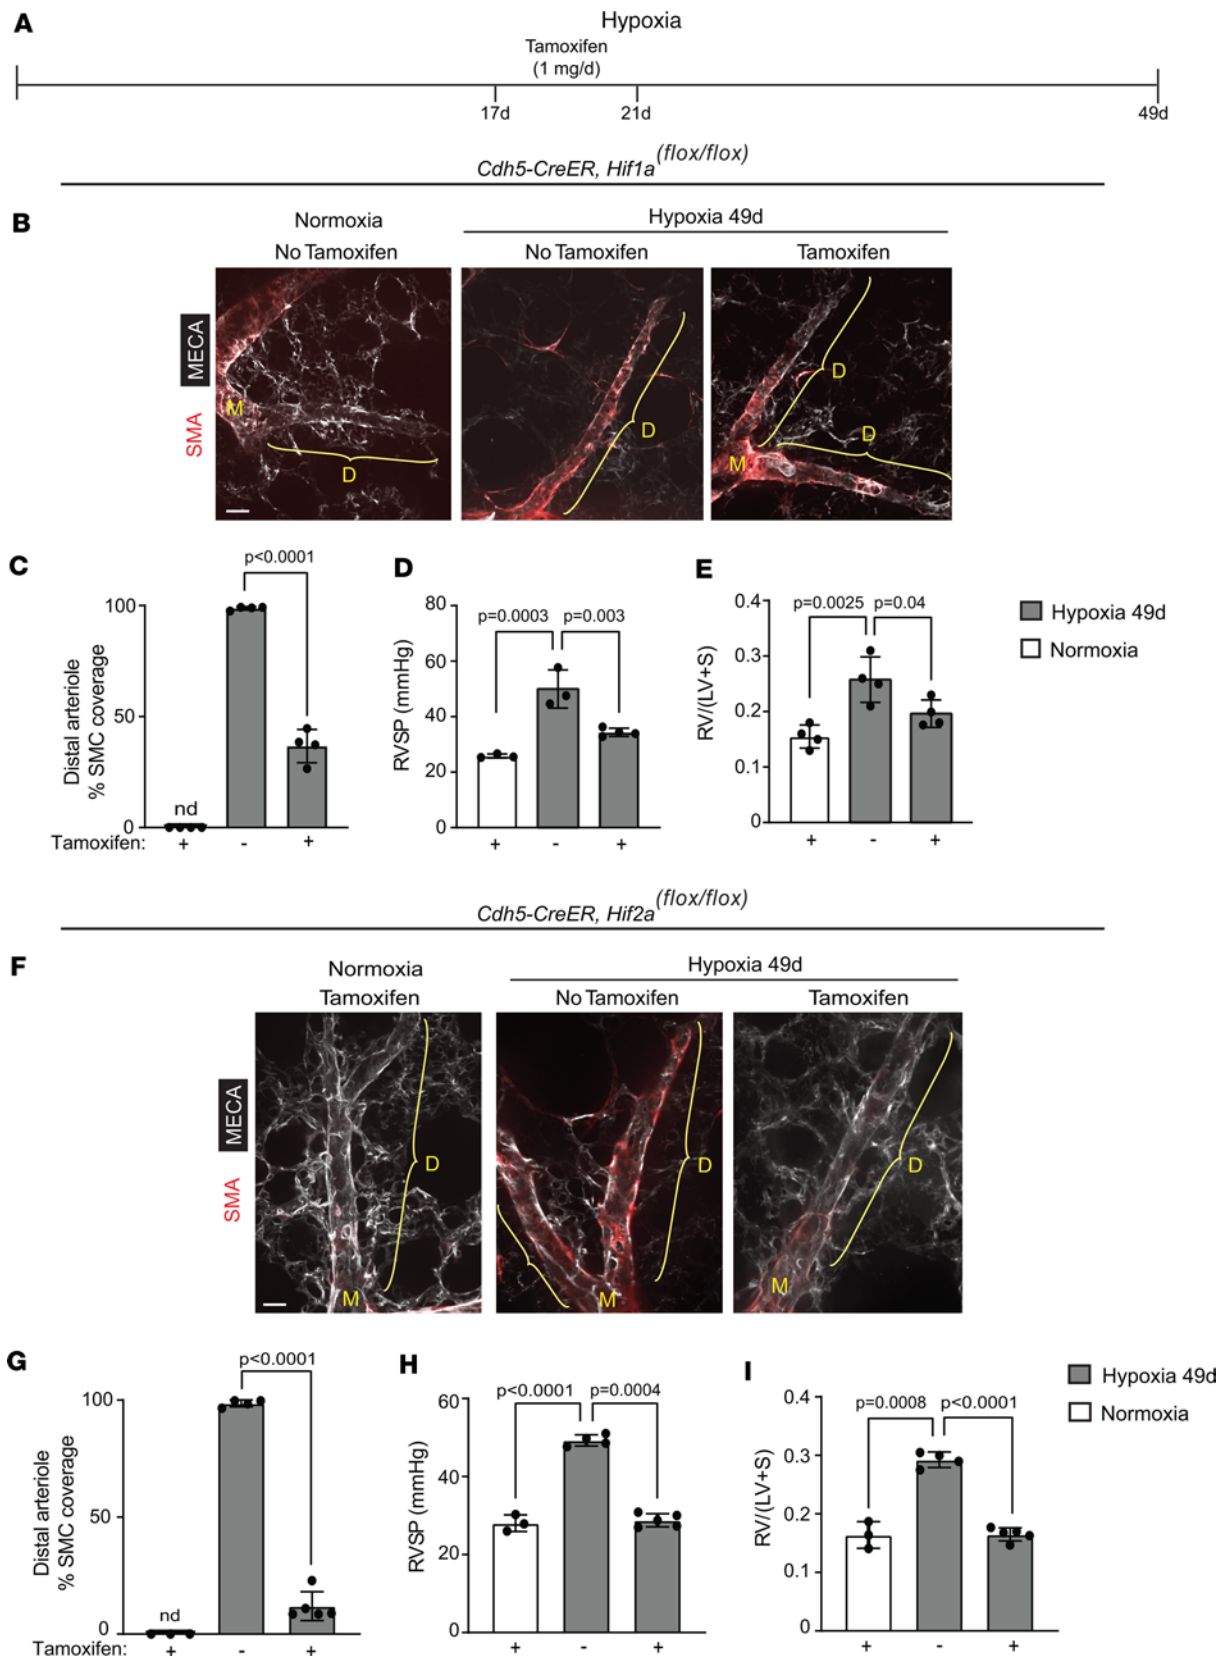 A
Hypoxia
Tamoxifen
(1 mg/d)
17d
21d
49d
Cdh5-CreER, Hif1a(flox/flox)
B
Normoxia
Hypoxia 49d
No Tamoxifen
No Tamoxifen
Tamoxifen
SMA MECA
M
D
D
M
D
D
C
p<0.0001
Distal arteriole
% SMC coverage
100
50
0
nd
Tamoxifen: + - +
D
p=0.0003 p=0.003
RVSP (mmHg)
80
60
40
20
0
+ - +
E
p=0.0025 p=0.04
RV/(LV+S)
0.4
0.3
0.2
0.1
0
+ - +
Hypoxia 49d
Normoxia
Cdh5-CreER, Hif2a(flox/flox)
F
Normoxia
Hypoxia 49d
Tamoxifen
No Tamoxifen
Tamoxifen
SMA MECA
D
M
D
M
D
M
G
p<0.0001
Distal arteriole
% SMC coverage
100
50
0
nd
Tamoxifen: + - +
H
p<0.0001 p=0.0004
RVSP (mmHg)
60
40
20
0
+ - +
I
p=0.0008 p<0.0001
RV/(LV+S)
0.4
0.3
0.2
0.1
0
+ - +
Hypoxia 49d
Normoxia